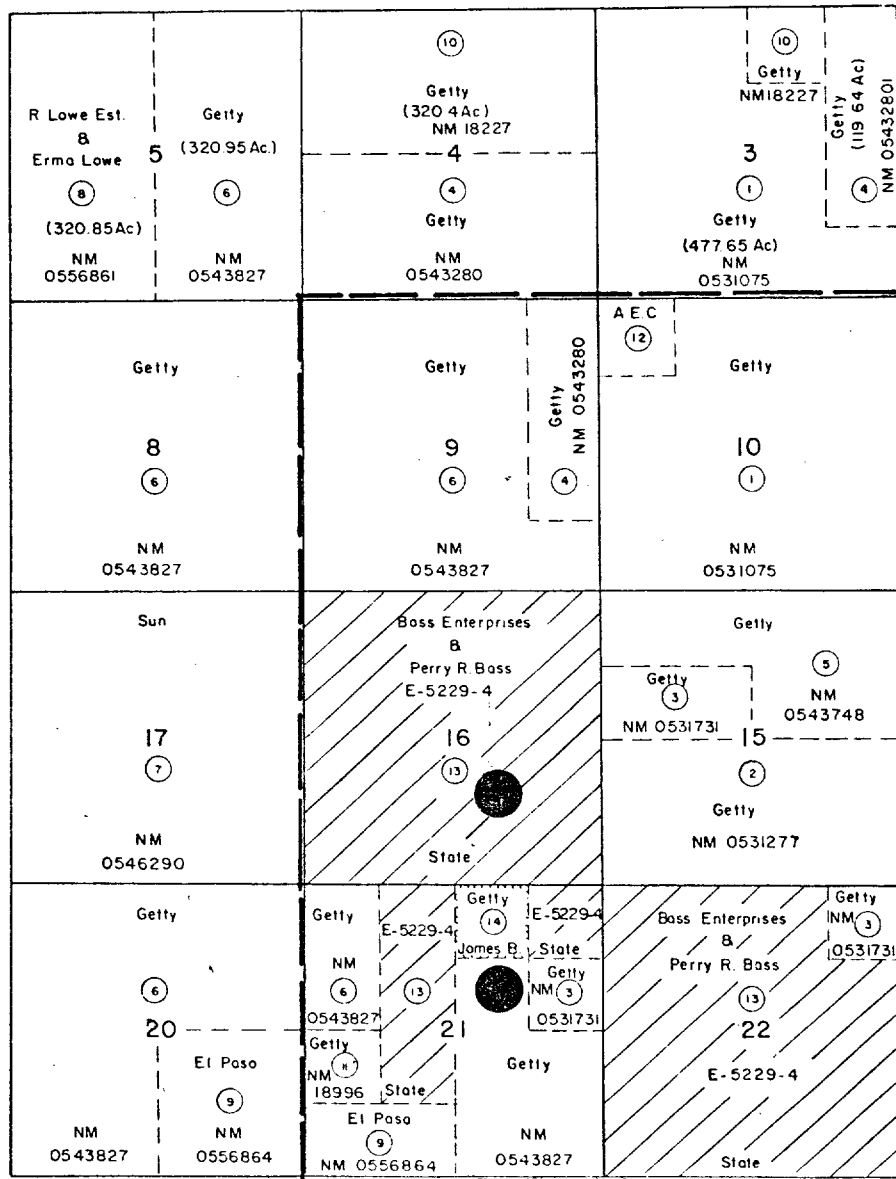 R Lowe Est.
&
Erma Lowe
5
8
(320.85Ac)
NM
0556861
Getty
(320.95 Ac.)
6
NM
0543827
10
Getty
(320.4Ac)
NM 18227
4
4
Getty
NM
0543280
10
Getty
NM18227
Getty
(119 64 Ac)
NM 05432801
4
3
1
Getty
(477.65 Ac)
NM
0531075
Getty
8
6
NM
0543827
Getty
9
6
NM
0543827
Getty
NM 0543280
4
A E C
12
Getty
10
1
NM
0531075
Sun
17
7
NM
0546290
Bass Enterprises
&
Perry R. Bass
E-5229-4
16
13
State
Getty
5
NM
0543748
Getty
3
NM 0531731
15
2
Getty
NM 0531277
Getty
6
20
NM
0543827
El Paso
9
NM
0556864
Getty
NM
6
0543827
Getty
11
NM
18996
E-5229-4
13
State
Getty
14
James B.
E-5229-4
State
Getty
NM 3
0531731
21
Getty
NM
0543827
El Paso
9
NM 0556864
Bass Enterprises
&
Perry R. Bass
13
22
E-5229-4
State
Getty
NM 3
0531731